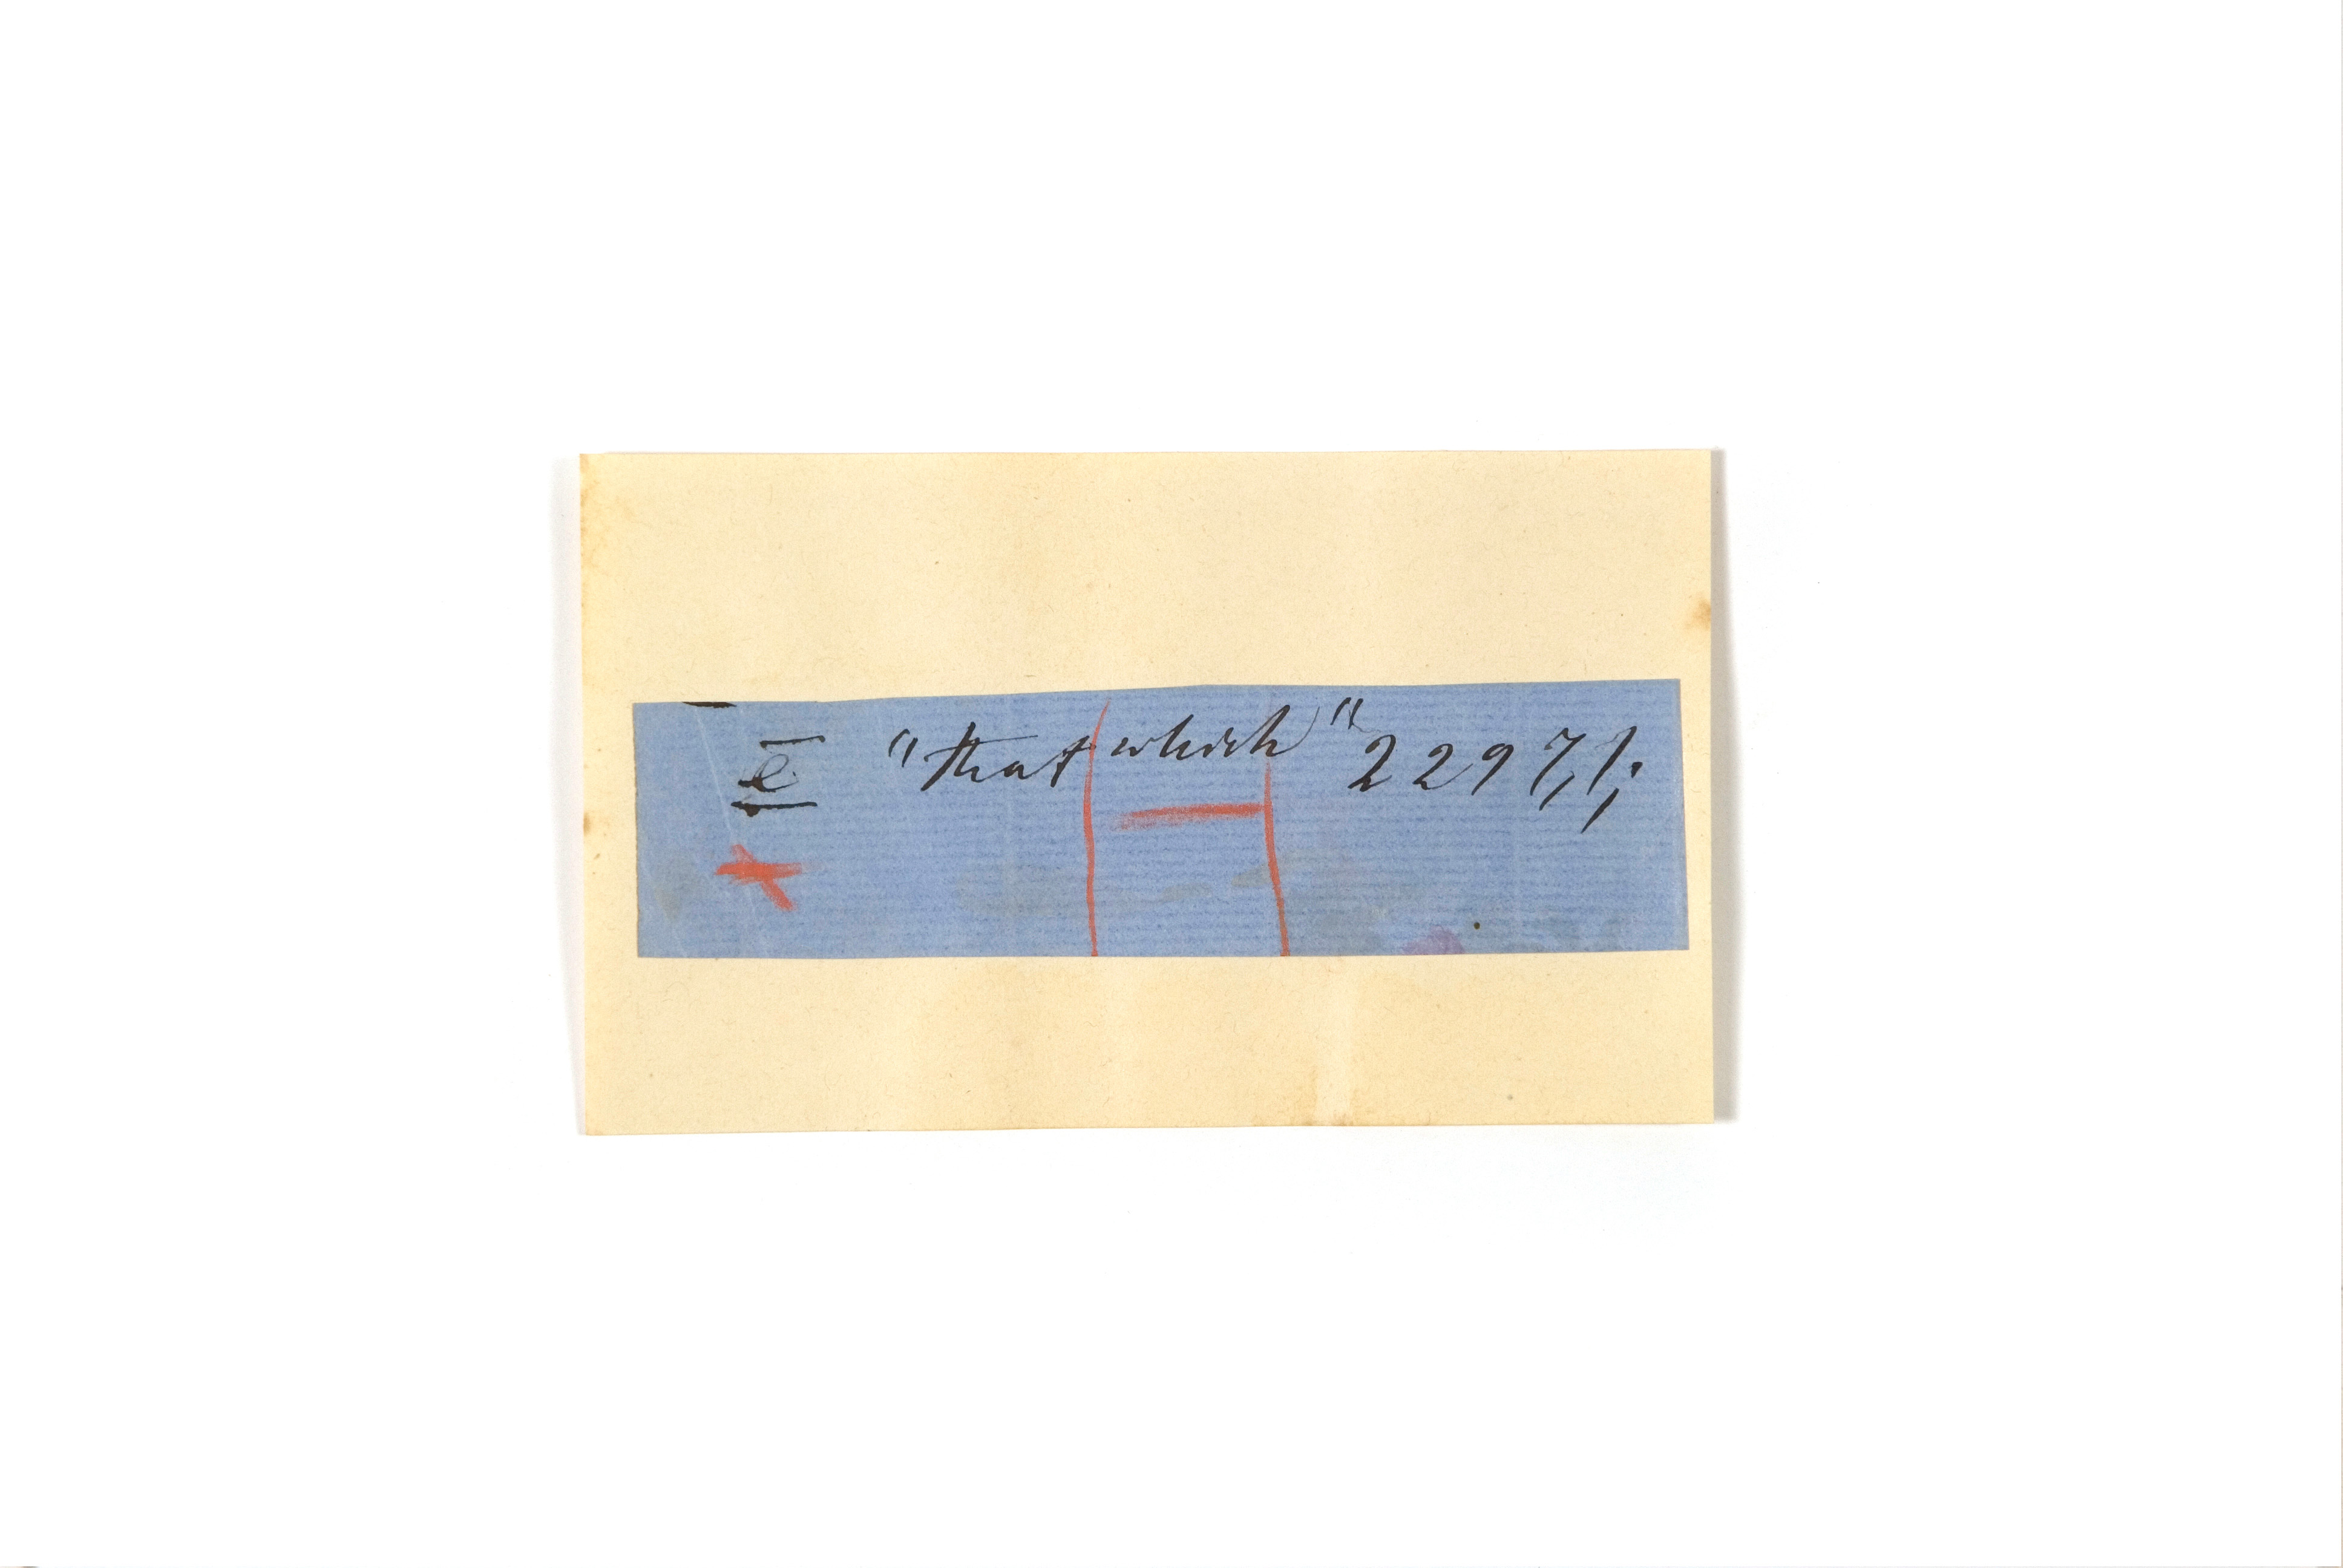 e "that which" 2297,1;